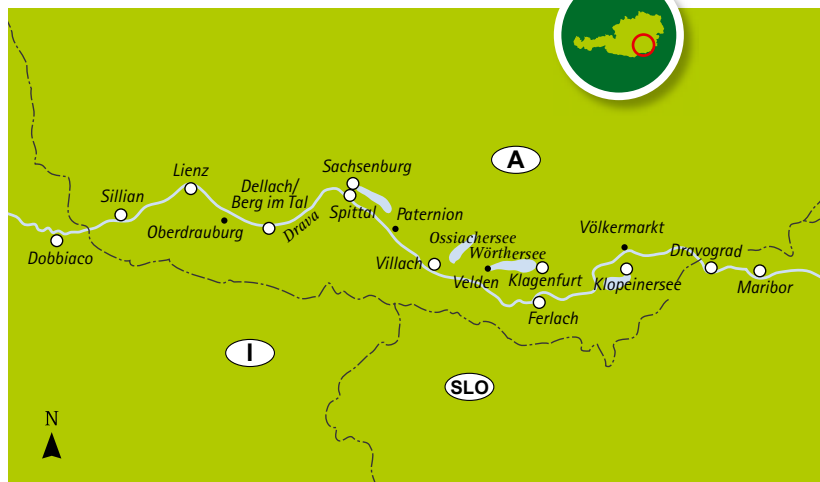 A
Sachsenburg
Lienz
Dellach/
Berg im Tal
Sillian
Spittal
Paternion
Oberdrauburg
Drava
Völkermarkt
Ossiachersee
Wörthersee
Dravograd
Dobbiaco
Villach
Velden
Klagenfurt
Klopeinersee
Maribor
Ferlach
I
SLO
N